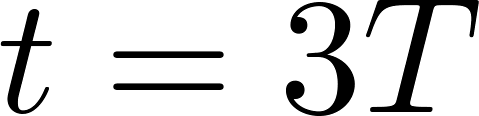 t = 3T